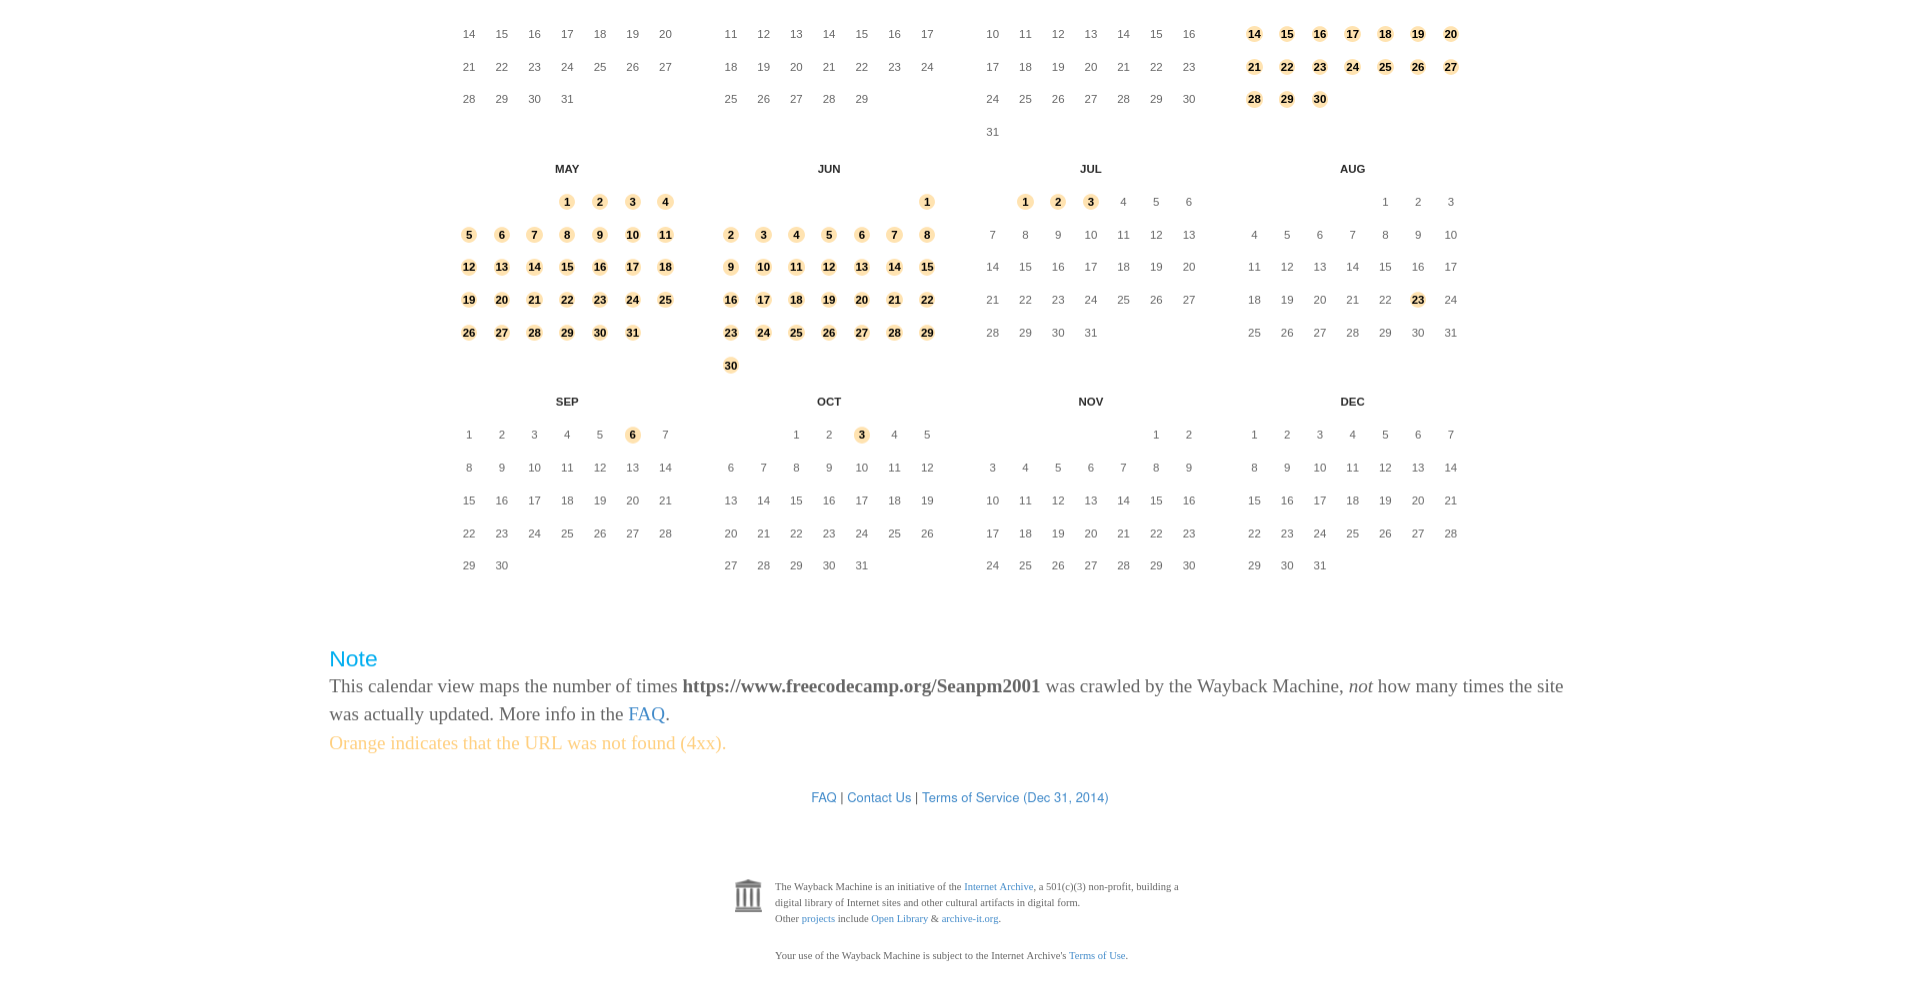 14 15 16 17 18 19 20 11 12 13 14 15 16 17 10 11 12 13 14 15 16 14 15 16 17 18 19 20
21 22 23 24 25 26 27 18 19 20 21 22 23 24 17 18 19 20 21 22 23 21 22 23 24 25 26 27
28 29 30 31 25 26 27 28 29 24 25 26 27 28 29 30 28 29 30
31
MAY JUN JUL AUG
1 2 3 4 1 1 2 3 4 5 6 1 2 3
5 6 7 8 9 10 11 2 3 4 5 6 7 8 7 8 9 10 11 12 13 4 5 6 7 8 9 10
12 13 14 15 16 17 18 9 10 11 12 13 14 15 14 15 16 17 18 19 20 11 12 13 14 15 16 17
19 20 21 22 23 24 25 16 17 18 19 20 21 22 21 22 23 24 25 26 27 18 19 20 21 22 23 24
26 27 28 29 30 31 23 24 25 26 27 28 29 28 29 30 31 25 26 27 28 29 30 31
30
SEP OCT NOV DEC
1 2 3 4 5 6 7 1 2 3 4 5 1 2 1 2 3 4 5 6 7
8 9 10 11 12 13 14 6 7 8 9 10 11 12 3 4 5 6 7 8 9 8 9 10 11 12 13 14
15 16 17 18 19 20 21 13 14 15 16 17 18 19 10 11 12 13 14 15 16 15 16 17 18 19 20 21
22 23 24 25 26 27 28 20 21 22 23 24 25 26 17 18 19 20 21 22 23 22 23 24 25 26 27 28
29 30 27 28 29 30 31 24 25 26 27 28 29 30 29 30 31
Note
This calendar view maps the number of times https://www.freecodecamp.org/Seanpm2001 was crawled by the Wayback Machine, not how many times the site
was actually updated. More info in the FAQ.
Orange indicates that the URL was not found (4xx).
FAQ | Contact Us | Terms of Service (Dec 31, 2014)
The Wayback Machine is an initiative of the Internet Archive, a 501(c)(3) non-profit, building a
digital library of Internet sites and other cultural artifacts in digital form.
Other projects include Open Library & archive-it.org.
Your use of the Wayback Machine is subject to the Internet Archive's Terms of Use.